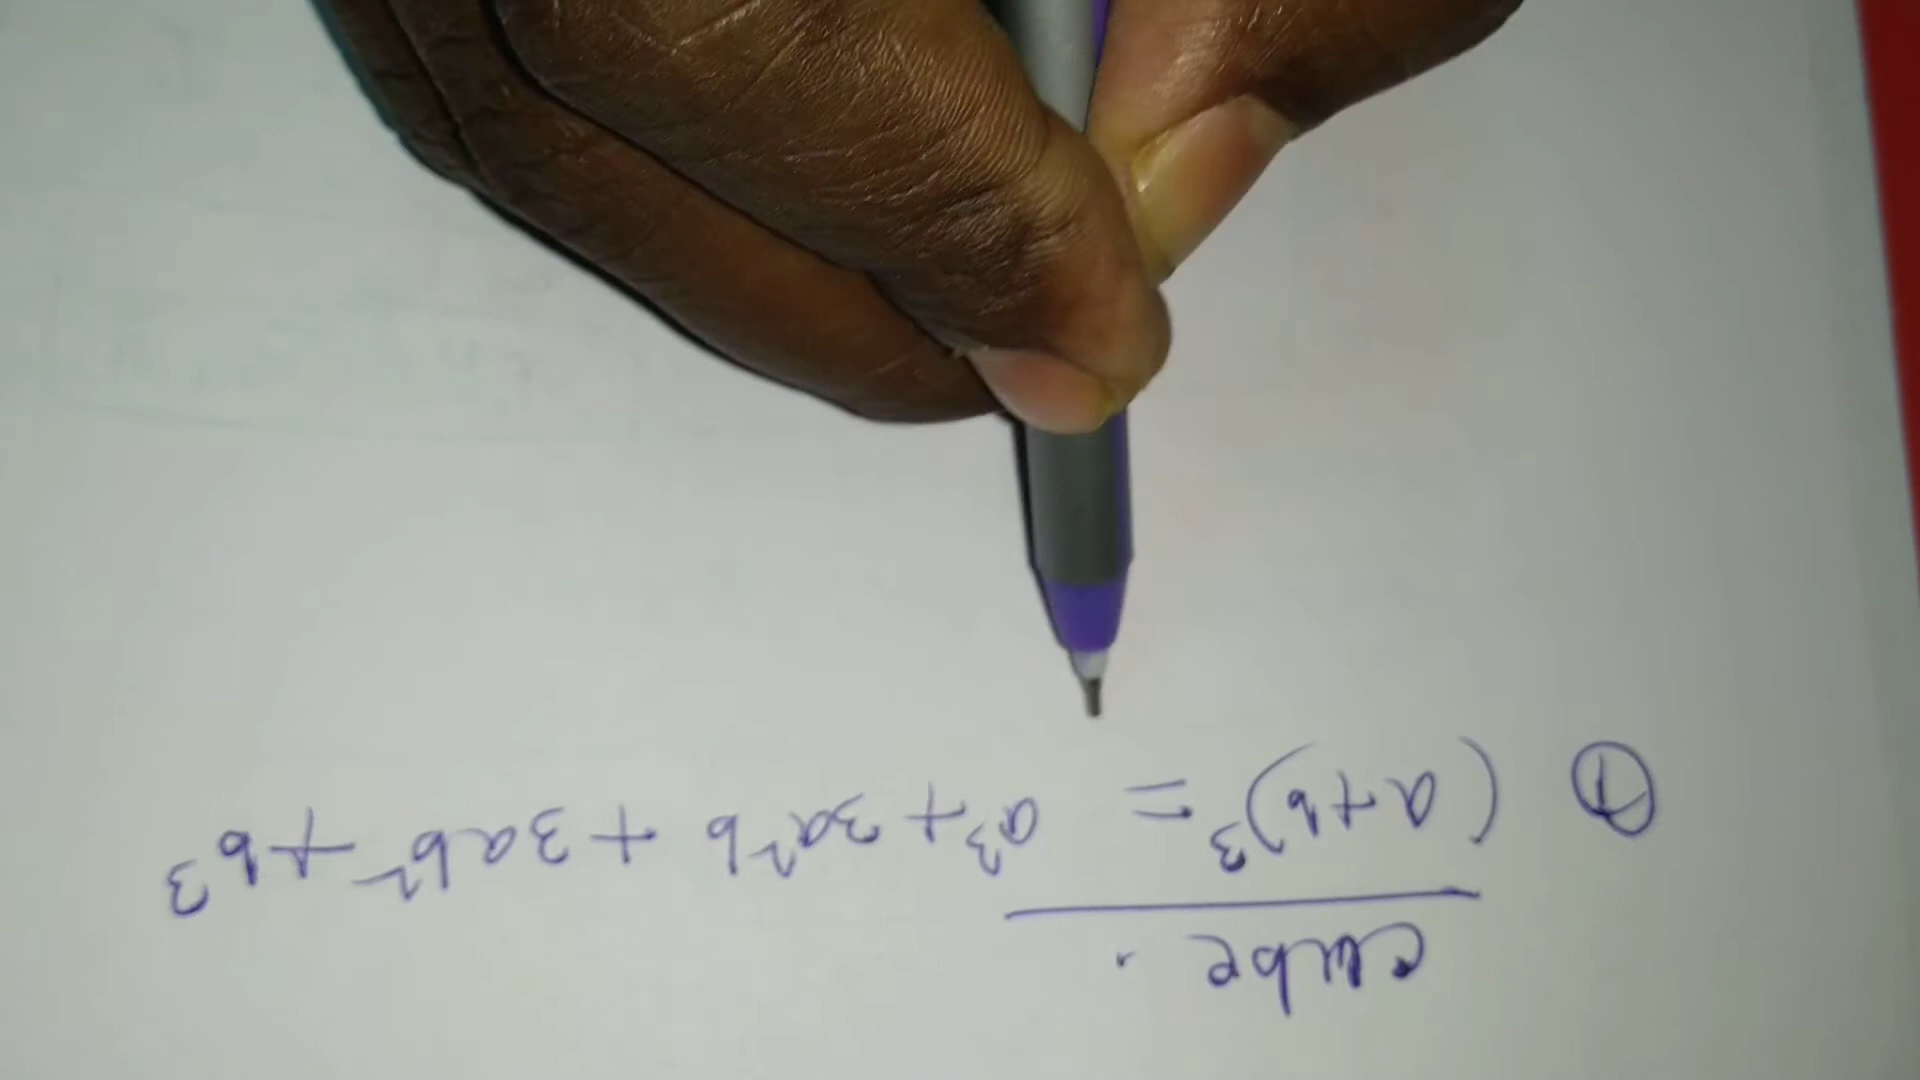 cube.
① (a+b)³ = a³+3a²b+3ab²+b³